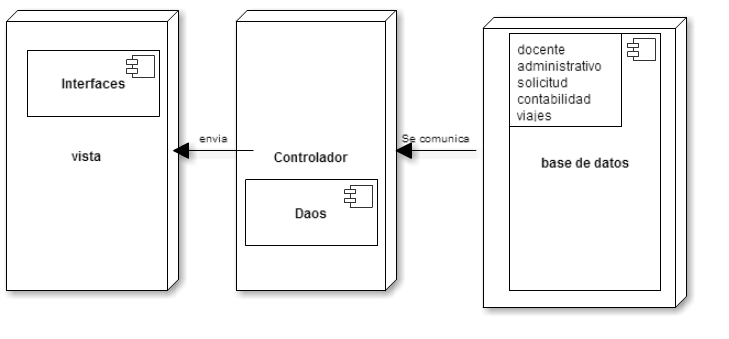 Interfaces
vista
envia
Controlador
Daos
Se comunica
docente
administrativo
solicitud
contabilidad
viajes
base de datos